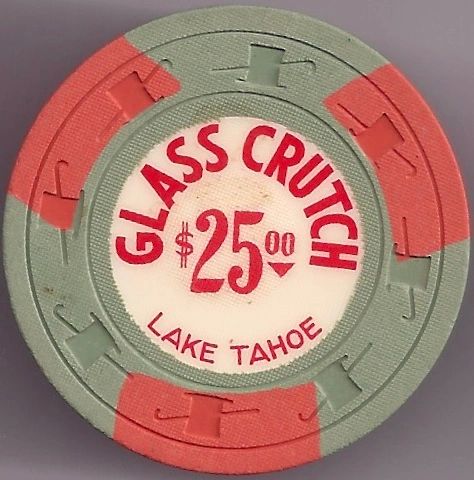 GLASS CRUTCH
$25.00
LAKE TAHOE